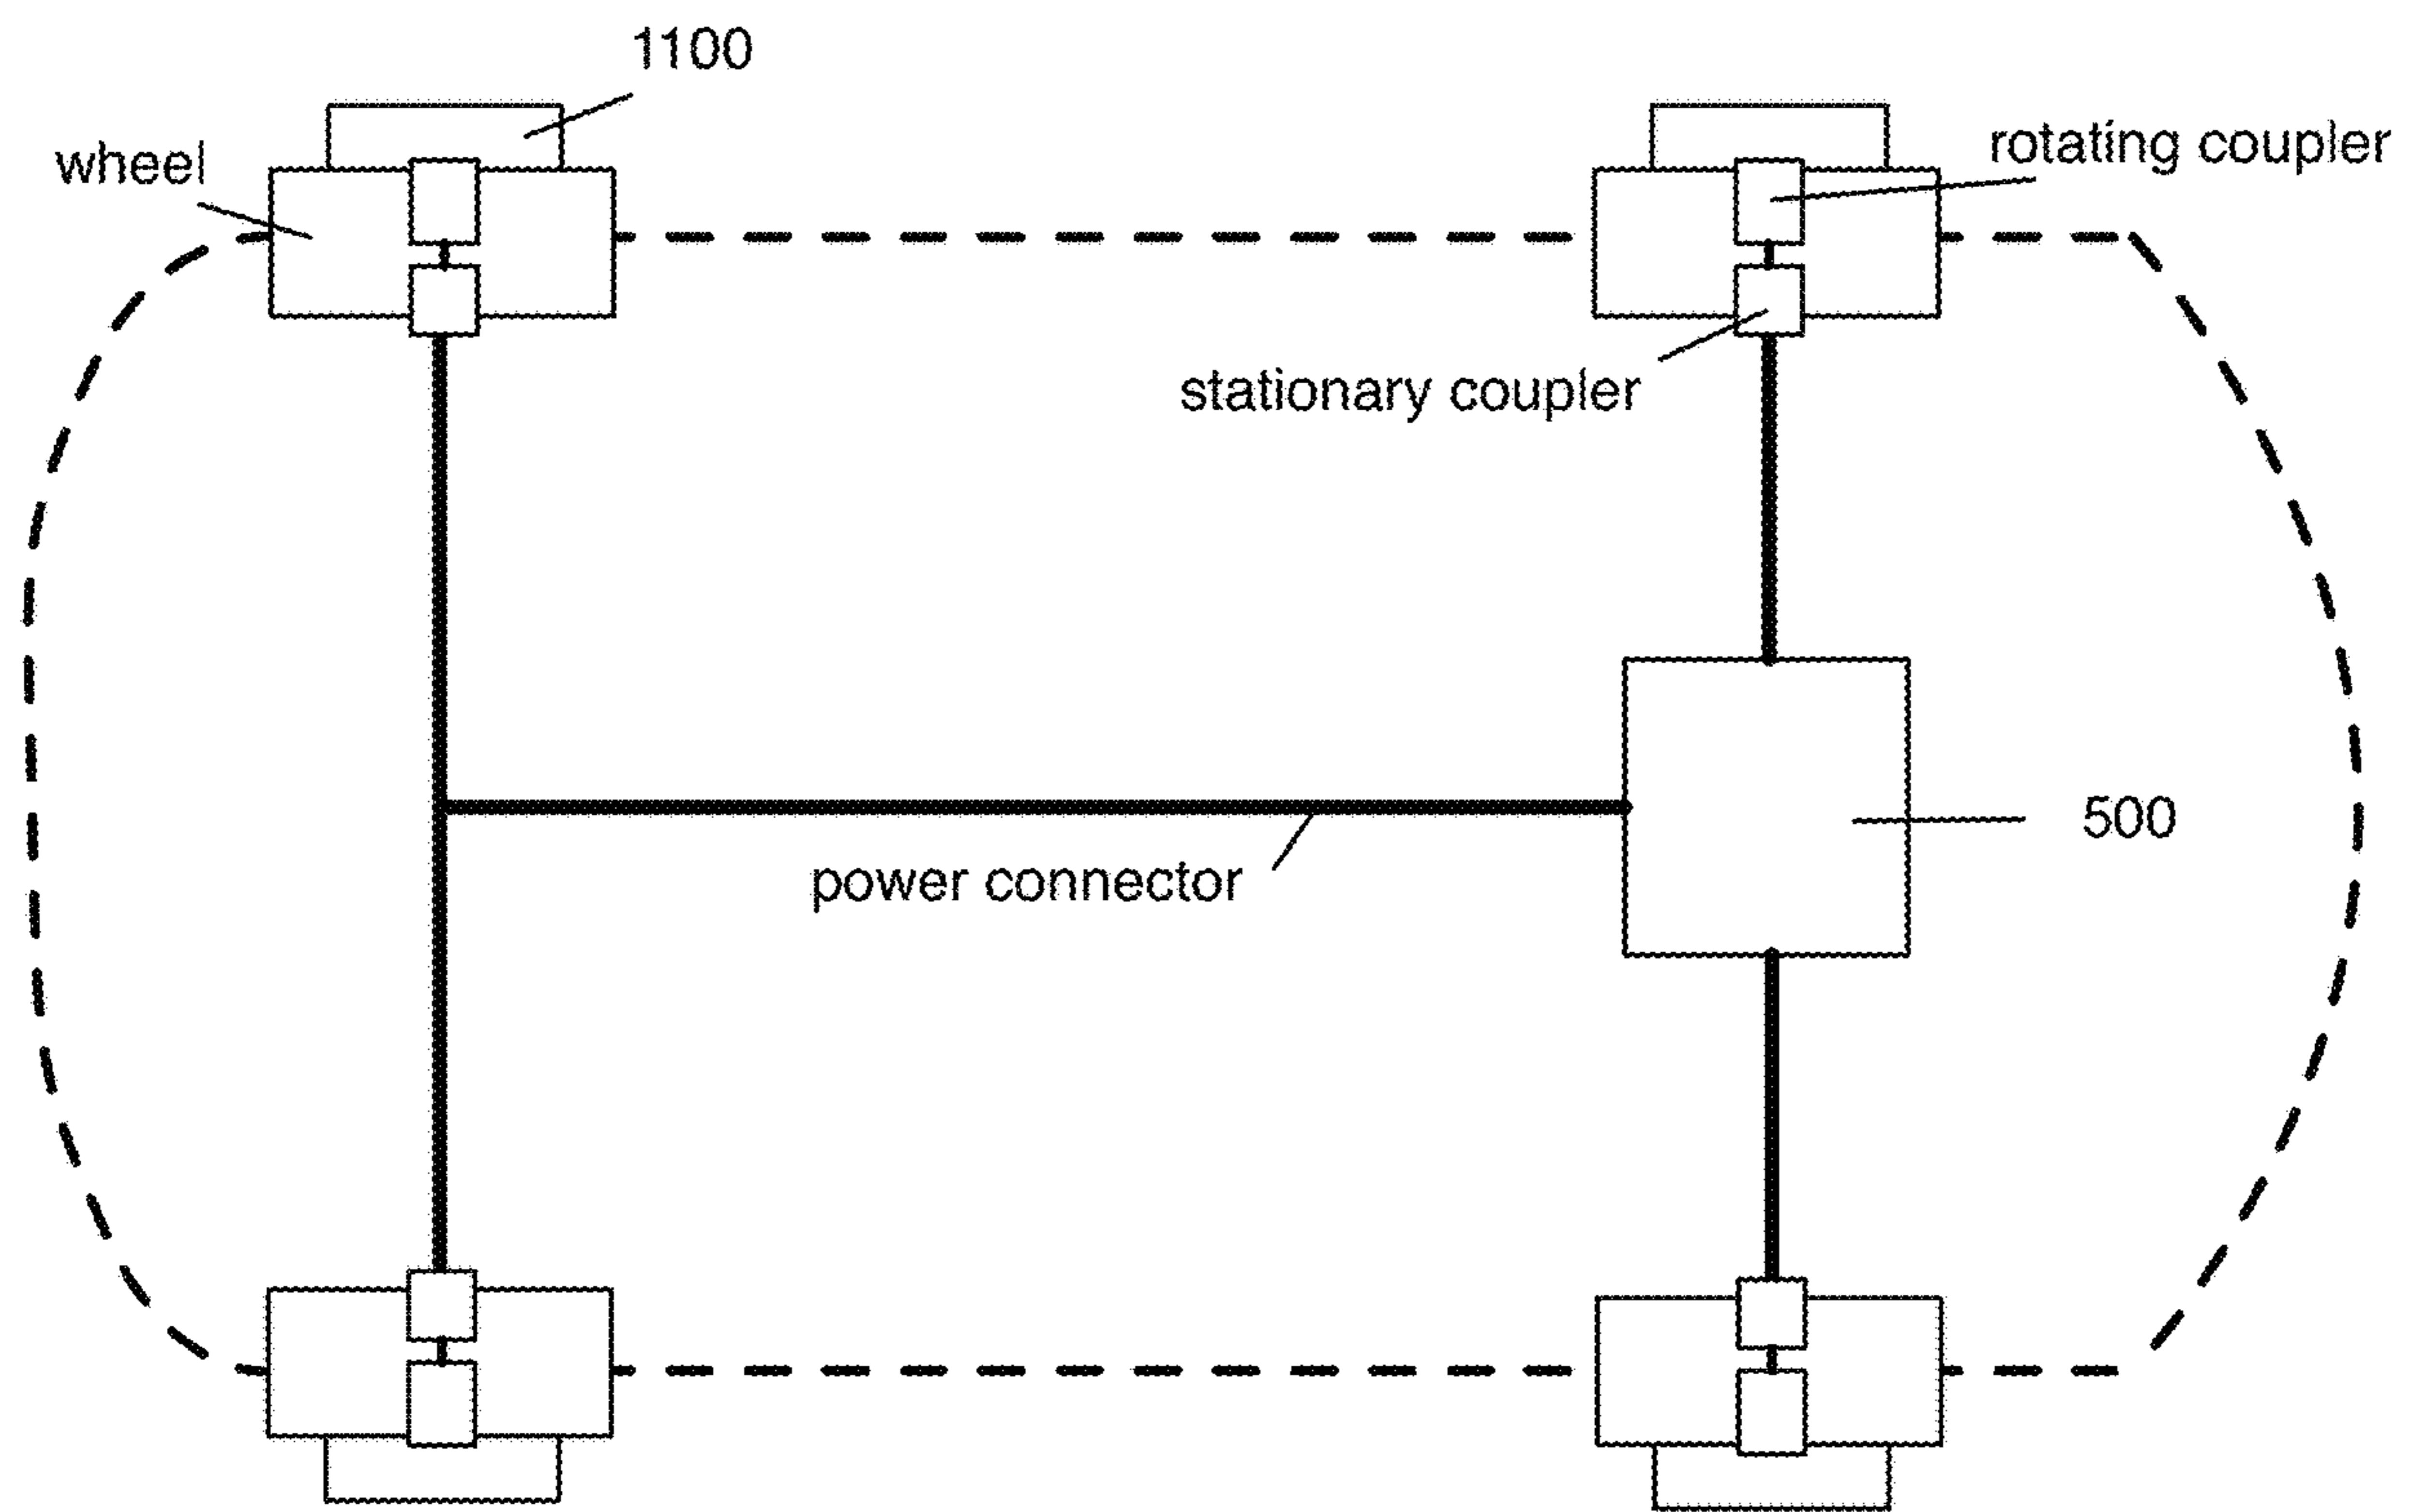 1100
wheel
rotating coupler
stationary coupler
500
power connector